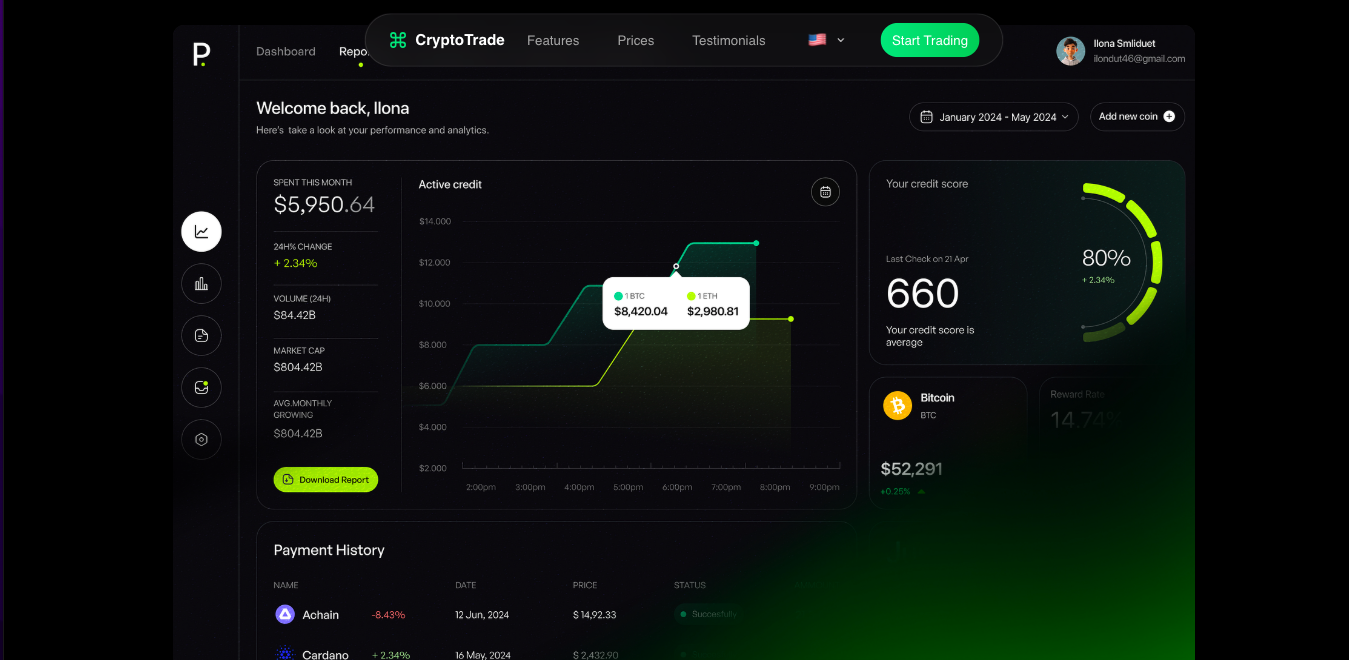 CryptoTrade
Features
Prices
Testimonials
Start Trading
P.
Dashboard
Repo
Ilona Smliduet
ilondut46@gmail.com
Welcome back, Ilona
Here's take a look at your performance and analytics.
January 2024 - May 2024
Add new coin
SPENT THIS MONTH
$5,950.64
24H% CHANGE
+ 2.34%
VOLUME (24H)
$84.42B
MARKET CAP
$804.42B
AVG.MONTHLY
GROWING
$804.42B
Download Report
Active credit
$14.000
$12.000
$10.000
$8.000
$6.000
$4.000
$2.000
1 BTC
$8,420.04
1 ETH
$2,980.81
2:00pm 3:00pm 4:00pm 5:00pm 6:00pm 7:00pm 8:00pm 9:00pm
Your credit score
Last Check on 21 Apr
660
Your credit score is
average
80%
+ 2.34%
Bitcoin
BTC
$52,291
+0.25%
Reward Rate
14.74%
Payment History
NAME DATE PRICE STATUS
Achain -8.43% 12 Jun, 2024 $ 14,92.33 Succesfully
Cardano + 2.34% 16 May, 2024 $ 2,432.90